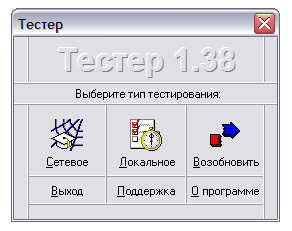 Тестер
Тестер 1.38
Выберите тип тестирования:
Сетевое Локальное Возобновить
Выход Поддержка О программе